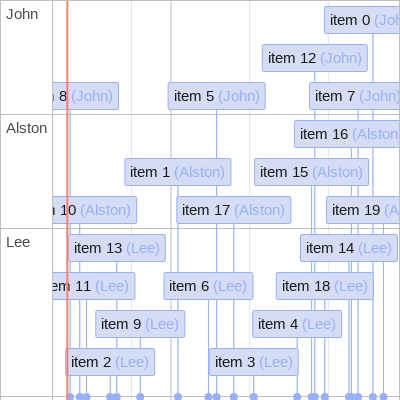 John
item 0 (Joh
item 12 (John)
8 (John)
item 5 (John)
item 7 (John)
Alston
item 16 (Alston
item 1 (Alston)
item 15 (Alston)
10 (Alston)
item 17 (Alston)
item 19 (A
Lee
item 13 (Lee)
item 14 (Lee)
em 11 (Lee)
item 6 (Lee)
item 18 (Lee)
item 9 (Lee)
item 4 (Lee)
item 2 (Lee)
item 3 (Lee)